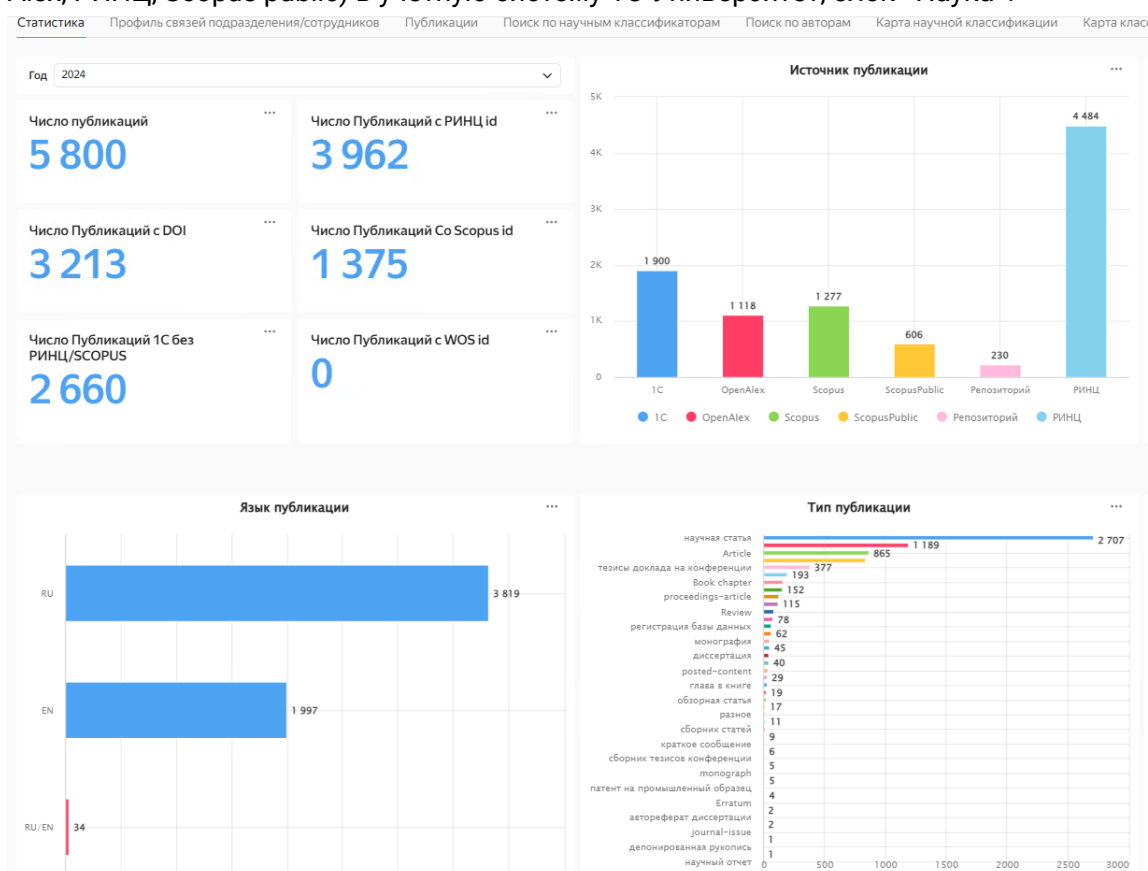 Статистика Профиль связей подразделения/сотрудников Публикации Поиск по научным классификаторам Поиск по авторам Карта научной классификации
Год 2024
Число публикаций
5 800
Число Публикаций с РИНЦ id
3 962
Число Публикаций с DOI
3 213
Число Публикаций Со Scopus id
1 375
Число Публикаций 1С без
РИНЦ/SCOPUS
2 660
Число Публикаций с WOS id
0
Источник публикации
5K
4K
3K
2K
1K
0
1 900
1 118
1 277
606
230
4 484
1С OpenAlex Scopus ScopusPublic Репозиторий РИНЦ
1С OpenAlex Scopus ScopusPublic Репозиторий РИНЦ
Язык публикации
RU 3 819
EN 1 997
RU/EN 34
Тип публикации
научная статья 2 707
1 189
Article 865
тезисы доклада на конференции 377
193
Book chapter
152
proceedings-article
115
Review
78
регистрация базы данных
62
монография
45
диссертация
40
posted-content
29
глава в книге
19
обзорная статья
17
разное
11
сборник статей
9
краткое сообщение
6
сборник тезисов конференции
5
monograph
5
патент на промышленный образец
4
Erratum
2
автореферат диссертации
2
journal-issue
1
депонированная рукопись
1
научный отчет
0 500 1000 1500 2000 2500 3000